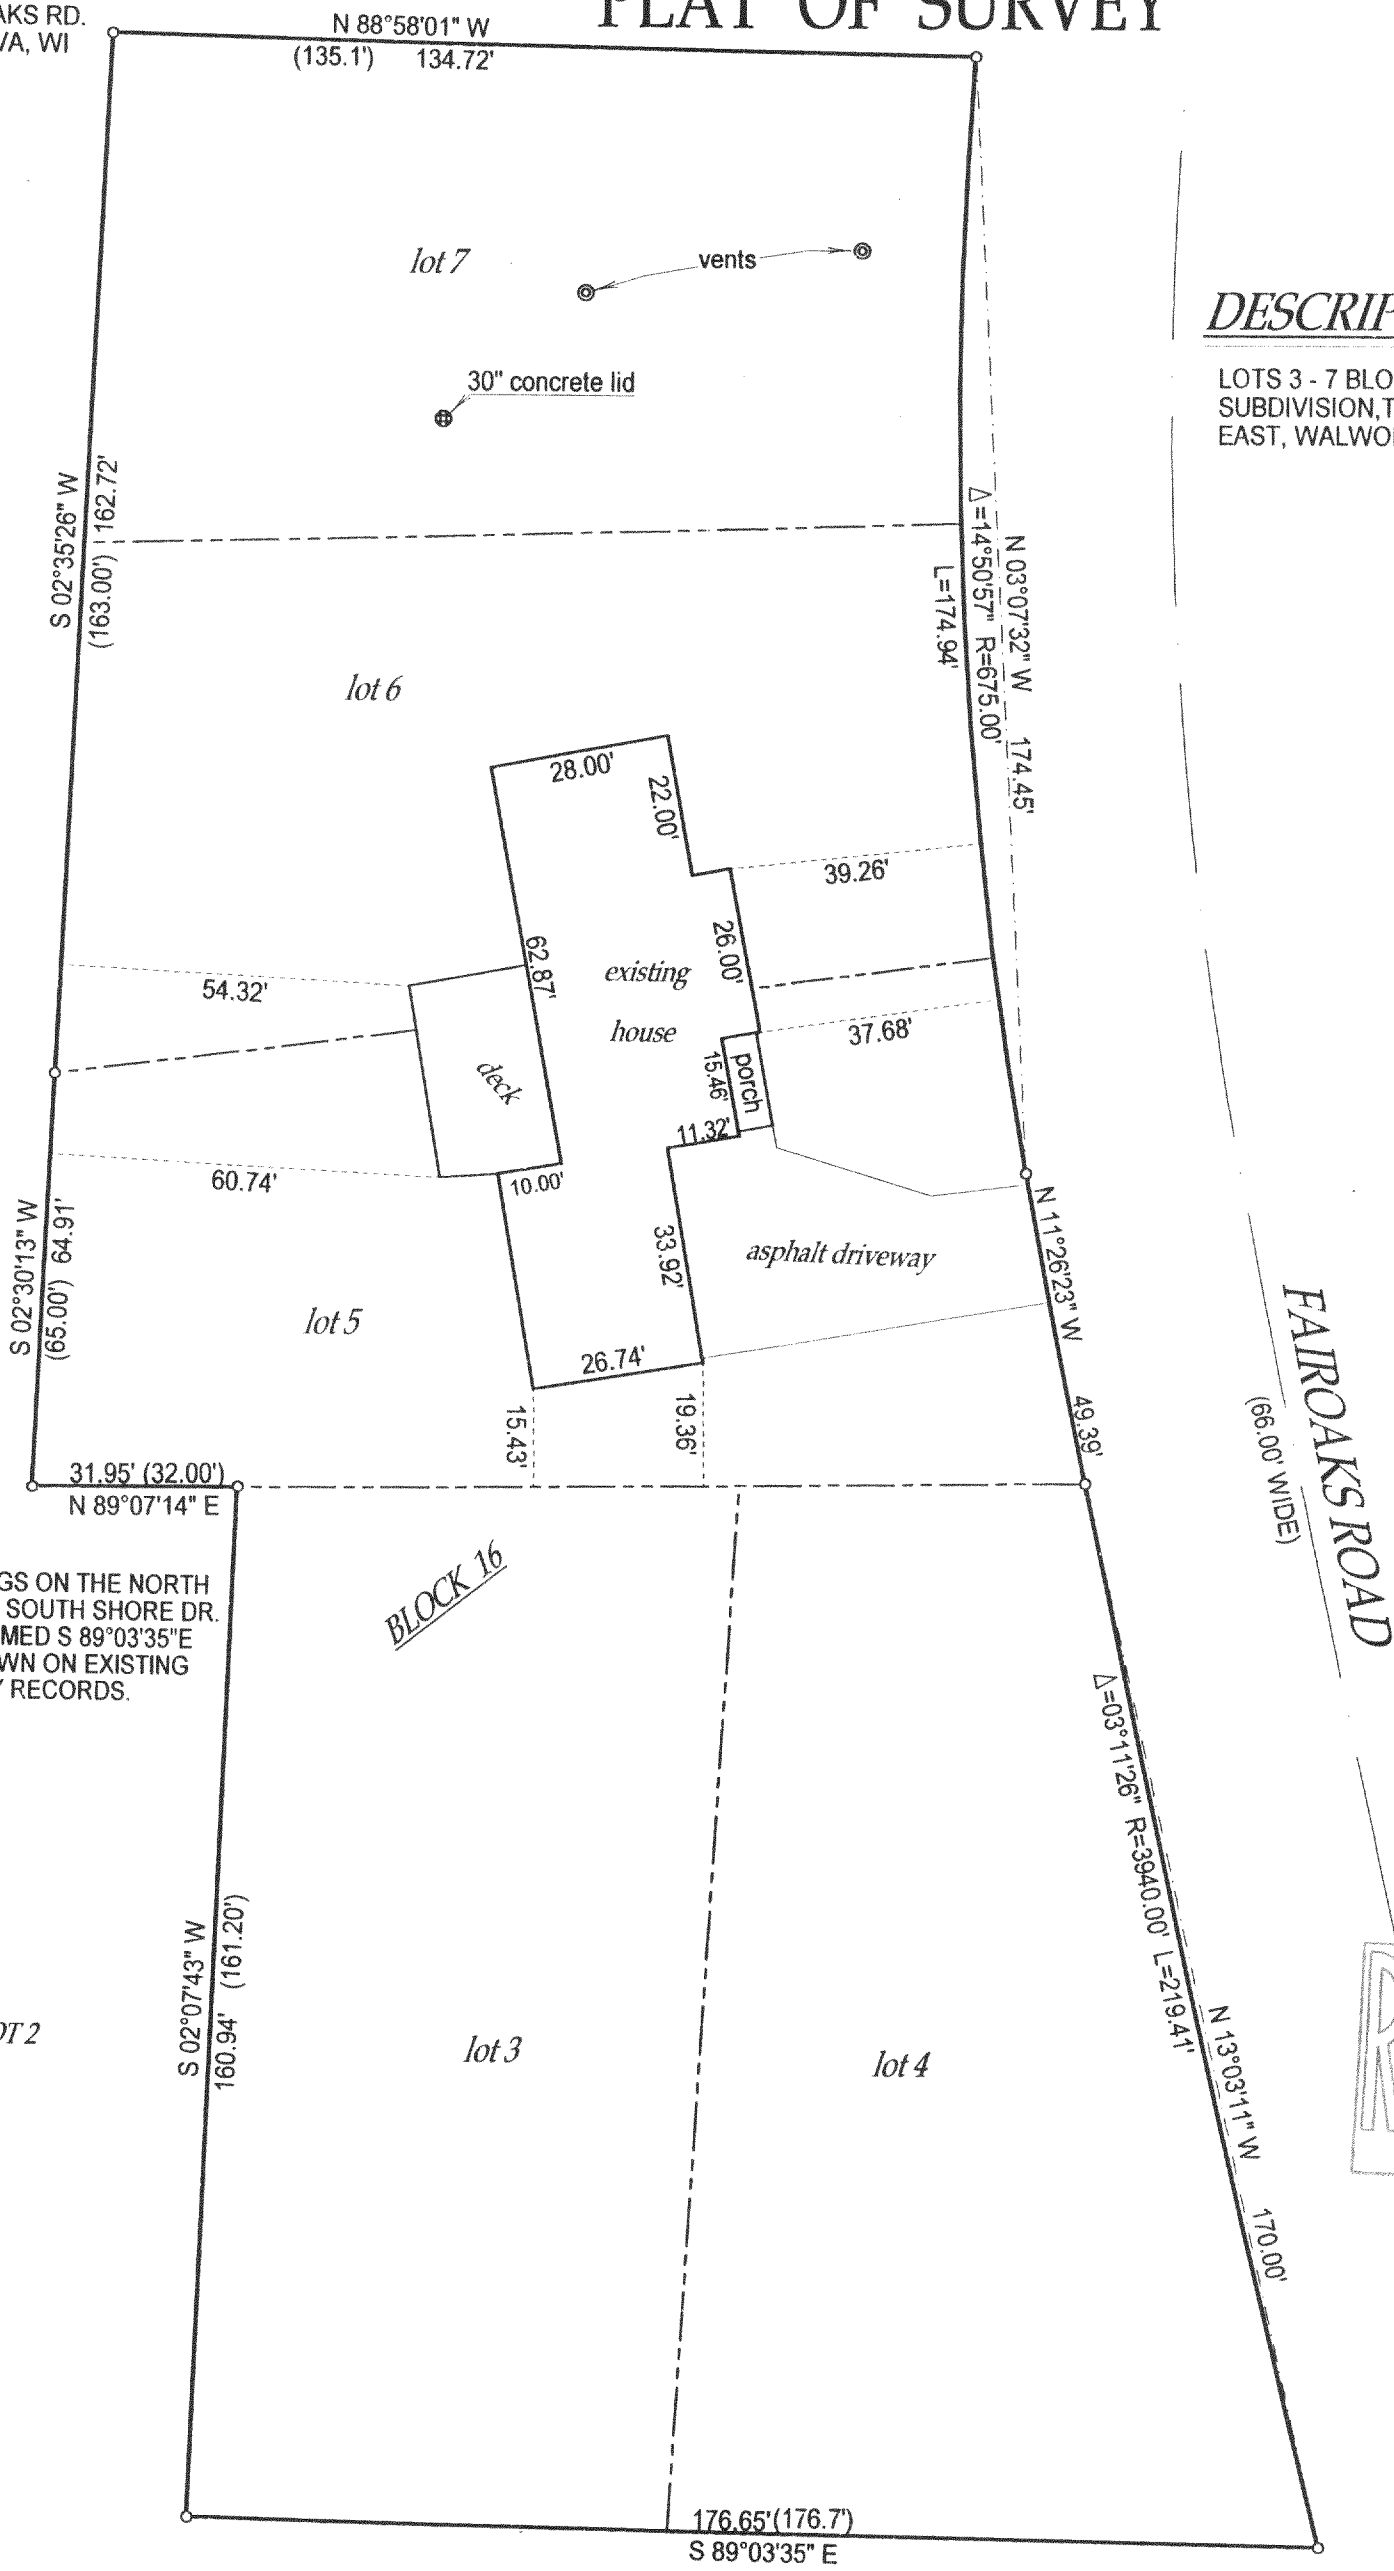 PLAT OF SURVEY
AKS RD.
VA, WI
N 88°58'01" W
(135.1') 134.72'
lot 7
vents
30" concrete lid
DESCRIP
LOTS 3 - 7 BLO
SUBDIVISION, T
EAST, WALWO
S 02°35'26" W
(163.00') 162.72'
Δ=14°50'57" R=675.00'
L=174.94'
N 03°07'32" W 174.45'
lot 6
28.00'
22.00'
39.26'
26.00'
62.87'
existing
house
54.32'
37.68'
deck
porch
15.46'
11.32'
60.74'
10.00'
S 02°30'13" W
(65.00') 64.91'
33.92'
asphalt driveway
N 11°26'23" W 49.39'
lot 5
26.74'
15.43'
19.36'
FAIROAKS ROAD
(66.00' WIDE)
31.95' (32.00')
N 89°07'14" E
BLOCK 16
GS ON THE NORTH
SOUTH SHORE DR.
MED S 89°03'35"E
WN ON EXISTING
Y RECORDS.
Δ=03°11'26" R=3940.00' L=219.41'
N 13°03'11" W 170.00'
S 02°07'43" W
160.94' (161.20')
OT 2
lot 3
lot 4
176.65'(176.7')
S 89°03'35" E